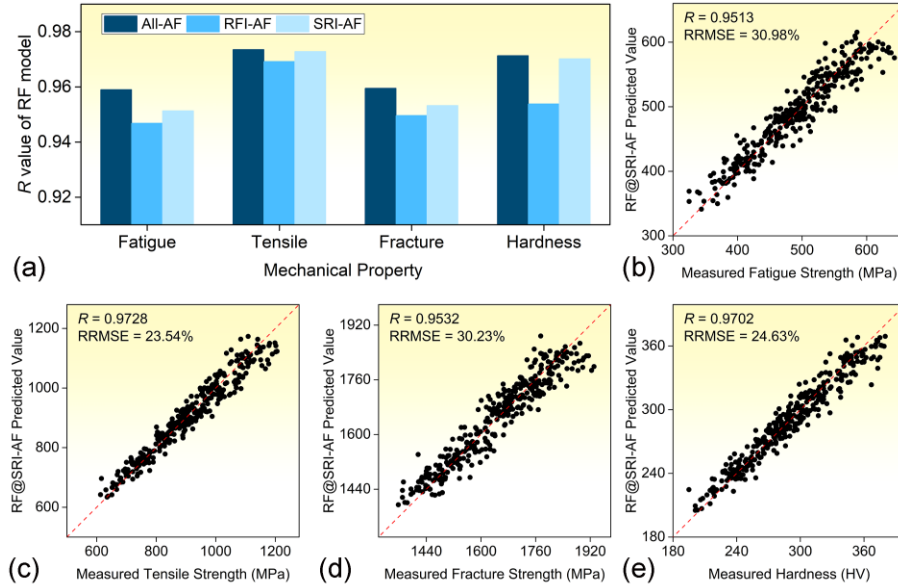 All-AF RFI-AF SRI-AF
R value of RF model
0.98
0.96
0.94
0.92
Fatigue Tensile Fracture Hardness
Mechanical Property
(a)
R = 0.9513
RRMSE = 30.98%
RF@SRI-AF Predicted Value
600
500
400
300
300 400 500 600
Measured Fatigue Strength (MPa)
(b)
R = 0.9728
RRMSE = 23.54%
RF@SRI-AF Predicted Value
1200
1000
800
600
600 800 1000 1200
Measured Tensile Strength (MPa)
(c)
R = 0.9532
RRMSE = 30.23%
RF@SRI-AF Predicted Value
1920
1760
1600
1440
1440 1600 1760 1920
Measured Fracture Strength (MPa)
(d)
R = 0.9702
RRMSE = 24.63%
RF@SRI-AF Predicted Value
360
300
240
180
180 240 300 360
Measured Hardness (HV)
(e)